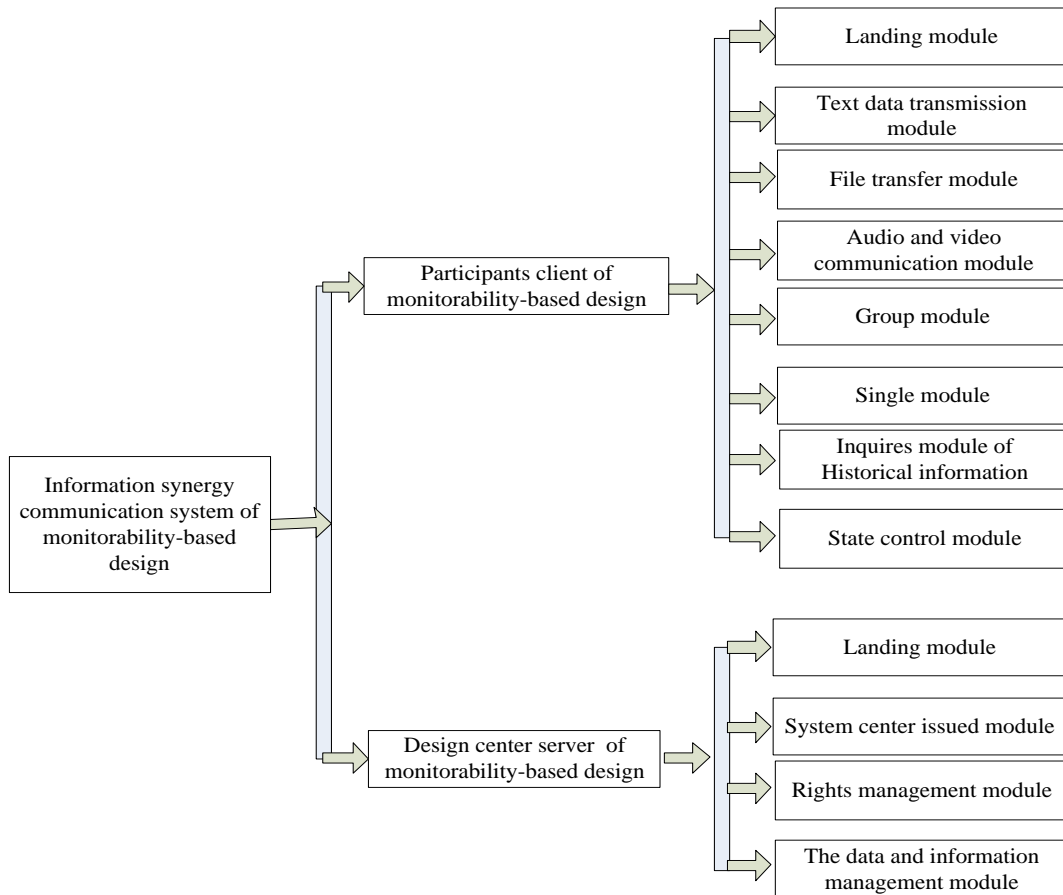 Landing module
Text data transmission
module
File transfer module
Audio and video
communication module
Participants client of
monitorability-based design
Group module
Single module
Inquires module of
Historical information
Information synergy
communication system of
monitorability-based
design
State control module
Landing module
System center issued module
Design center server of
monitorability-based design
Rights management module
The data and information
management module